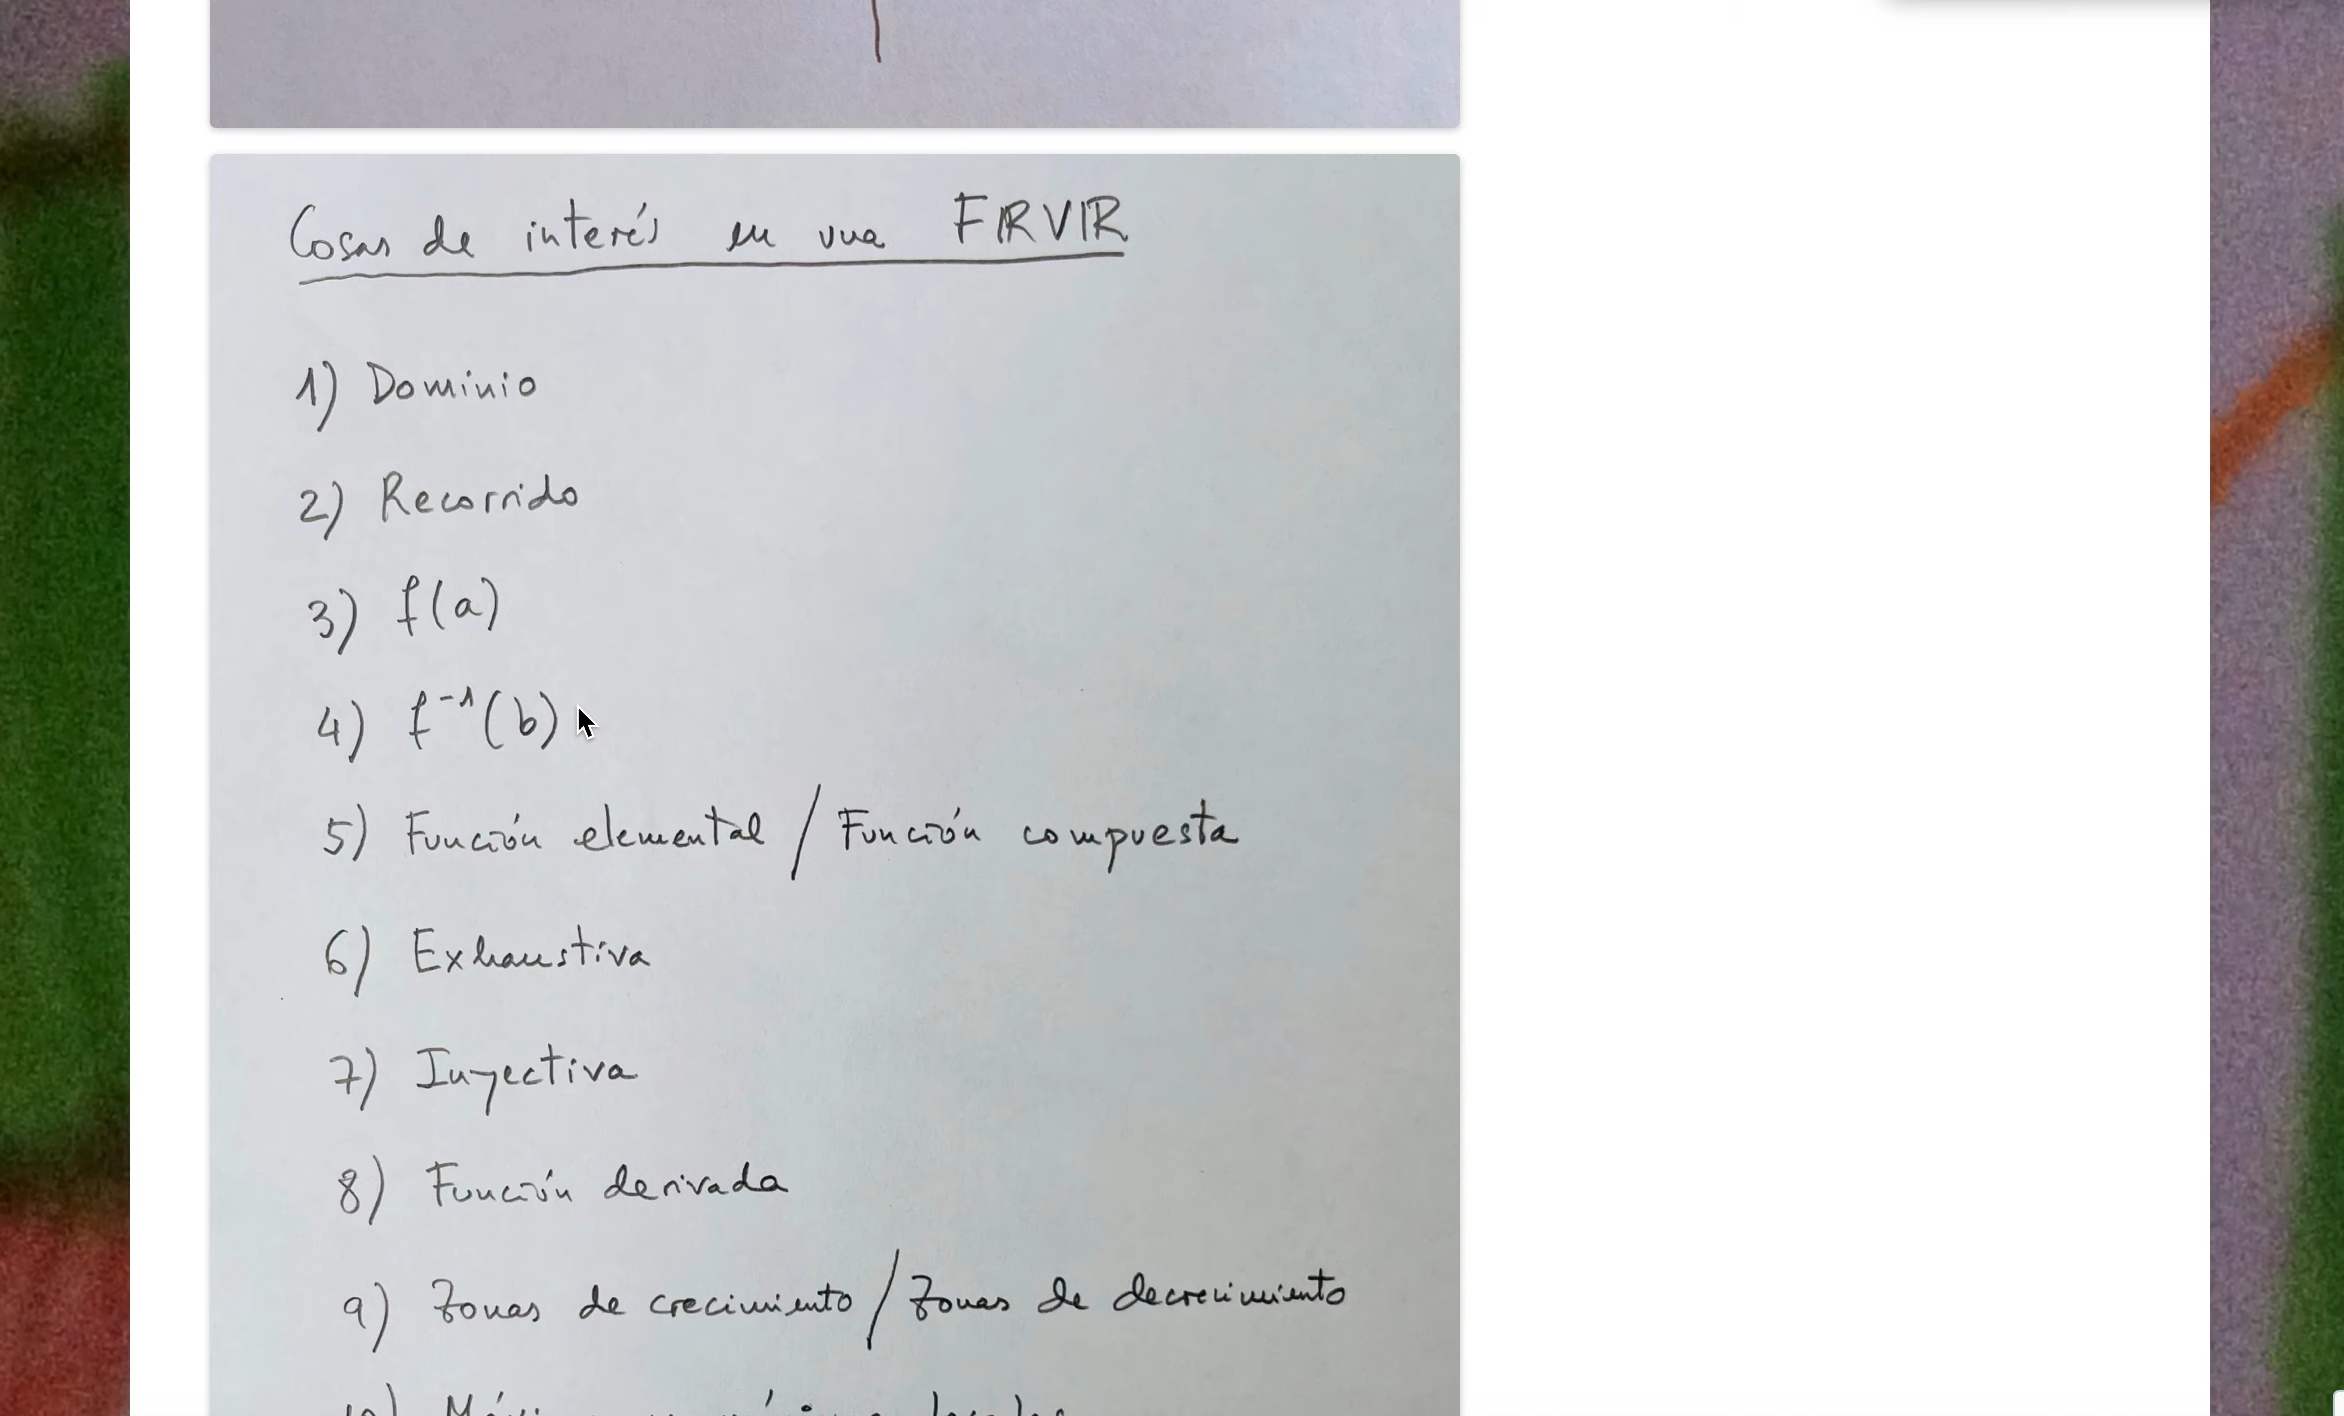 Cosas de interés en una FIRVIR
1) Dominio
2) Recorrido
3) f(a)
4) f⁻¹(b)
5) Función elemental / Función compuesta
6) Exhaustiva
7) Inyectiva
8) Función derivada
9) Zonas de crecimiento / Zonas de decrecimiento